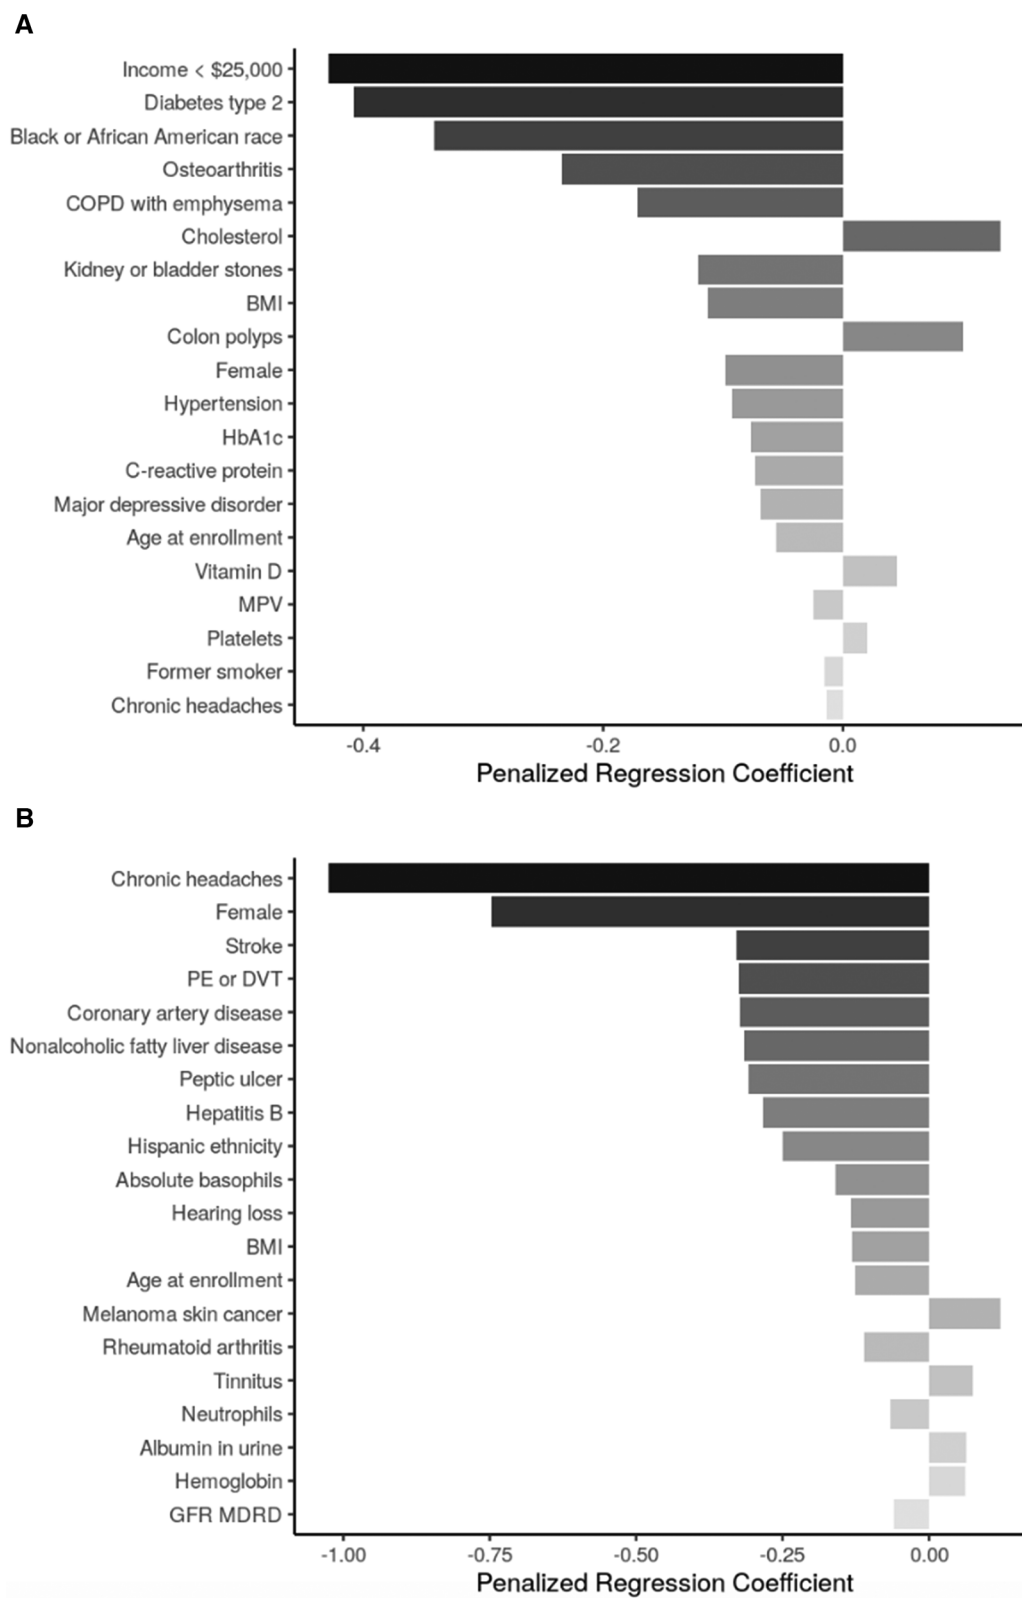 A
Income < $25,000
Diabetes type 2
Black or African American race
Osteoarthritis
COPD with emphysema
Cholesterol
Kidney or bladder stones
BMI
Colon polyps
Female
Hypertension
HbA1c
C-reactive protein
Major depressive disorder
Age at enrollment
Vitamin D
MPV
Platelets
Former smoker
Chronic headaches
-0.4 -0.2 0.0
Penalized Regression Coefficient
B
Chronic headaches
Female
Stroke
PE or DVT
Coronary artery disease
Nonalcoholic fatty liver disease
Peptic ulcer
Hepatitis B
Hispanic ethnicity
Absolute basophils
Hearing loss
BMI
Age at enrollment
Melanoma skin cancer
Rheumatoid arthritis
Tinnitus
Neutrophils
Albumin in urine
Hemoglobin
GFR MDRD
-1.00 -0.75 -0.50 -0.25 0.00
Penalized Regression Coefficient